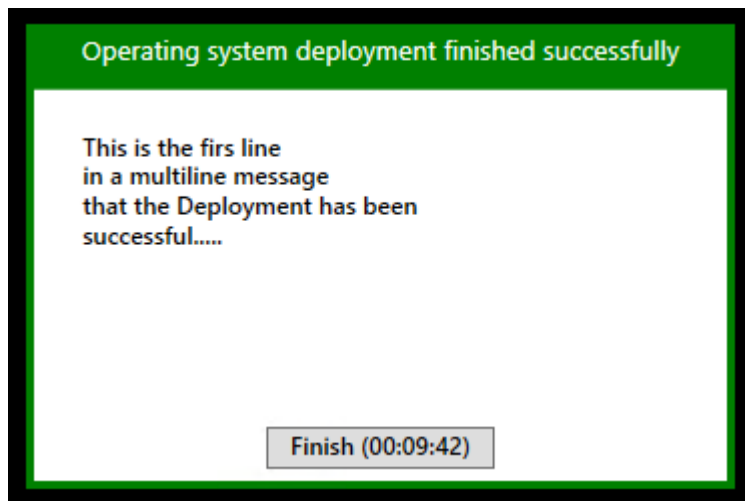 Operating system deployment finished successfully
This is the firs line
in a multiline message
that the Deployment has been
successful.....
Finish (00:09:42)